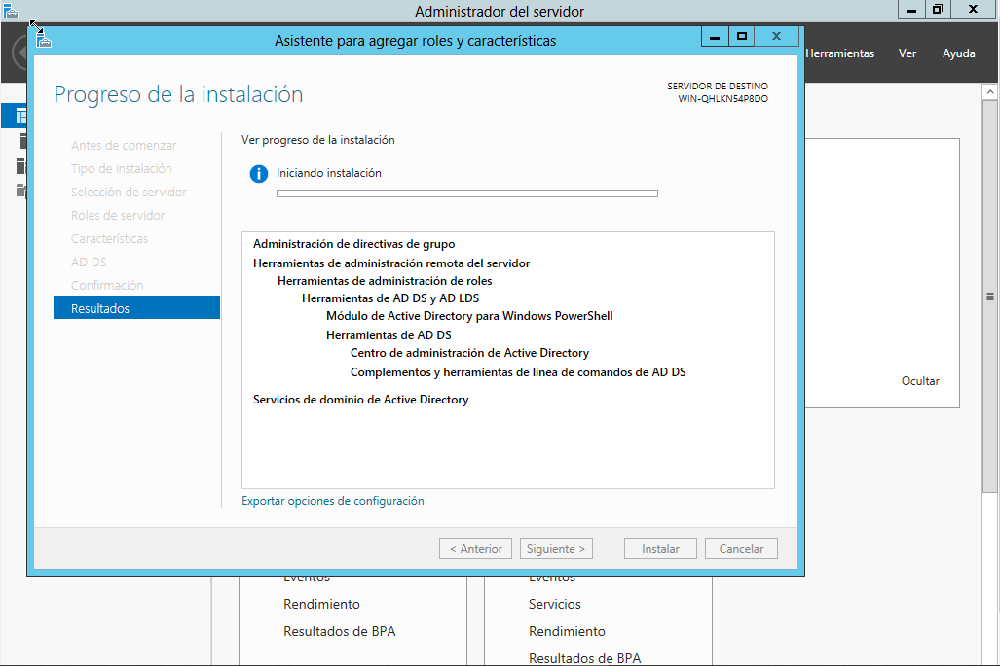 Administrador del servidor
Asistente para agregar roles y características
Herramientas
Ver
Ayuda
Progreso de la instalación
SERVIDOR DE DESTINO
WIN-QHLKN54P8DO
Antes de comenzar
Tipo de instalación
Selección de servidor
Roles de servidor
Características
AD DS
Confirmación
Resultados
Ver progreso de la instalación
Iniciando instalación
Administración de directivas de grupo
Herramientas de administración remota del servidor
Herramientas de administración de roles
Herramientas de AD DS y AD LDS
Módulo de Active Directory para Windows PowerShell
Herramientas de AD DS
Centro de administración de Active Directory
Complementos y herramientas de línea de comandos de AD DS
Servicios de dominio de Active Directory
Exportar opciones de configuración
< Anterior
Siguiente >
Instalar
Cancelar
Ocultar
Eventos
Rendimiento
Resultados de BPA
Eventos
Servicios
Rendimiento
Resultados de BPA